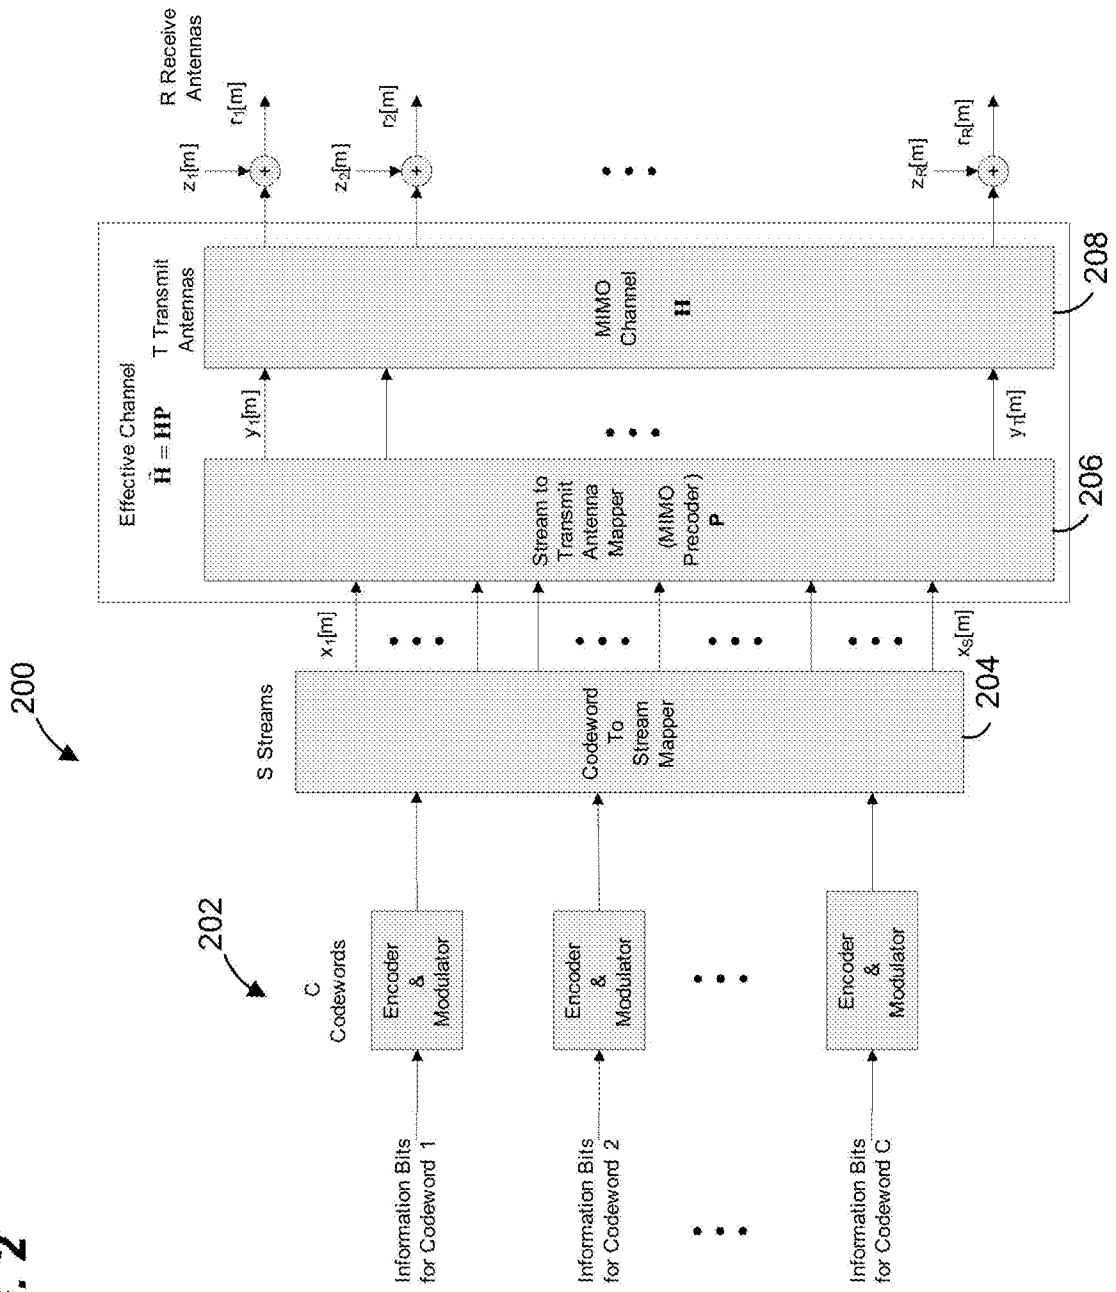 200
202
C
Codewords
S Streams
Effective Channel
H̃ = HP
T Transmit
Antennas
R Receive
Antennas
Information Bits
for Codeword 1
Encoder
&
Modulator
Information Bits
for Codeword 2
Encoder
&
Modulator
Information Bits
for Codeword C
Encoder
&
Modulator
Codeword
To
Stream
Mapper
204
x1[m]
xS[m]
Stream to
Transmit
Antenna
Mapper
(MIMO
Precoder)
P
206
y1[m]
yT[m]
MIMO
Channel
H
208
z1[m]
+
r1[m]
z2[m]
+
r2[m]
zR[m]
+
rR[m]
. 2